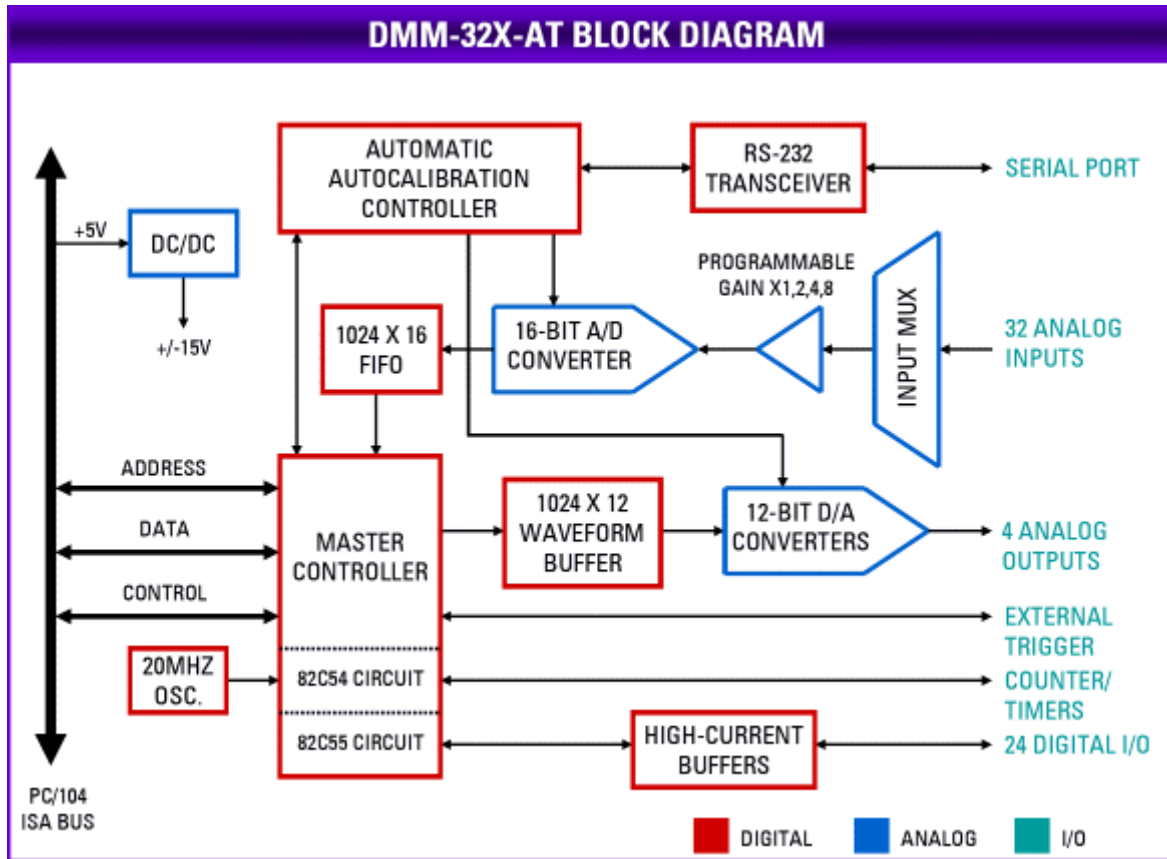 DMM-32X-AT BLOCK DIAGRAM
AUTOMATIC
AUTOCALIBRATION
CONTROLLER
RS-232
TRANSCEIVER
SERIAL PORT
+5V
DC/DC
+/-15V
PROGRAMMABLE
GAIN X1,2,4,8
1024 X 16
FIFO
16-BIT A/D
CONVERTER
INPUT MUX
32 ANALOG
INPUTS
ADDRESS
DATA
CONTROL
MASTER
CONTROLLER
1024 X 12
WAVEFORM
BUFFER
12-BIT D/A
CONVERTERS
4 ANALOG
OUTPUTS
EXTERNAL
TRIGGER
20MHZ
OSC.
82C54 CIRCUIT
COUNTER/
TIMERS
82C55 CIRCUIT
HIGH-CURRENT
BUFFERS
24 DIGITAL I/O
PC/104
ISA BUS
DIGITAL
ANALOG
I/O